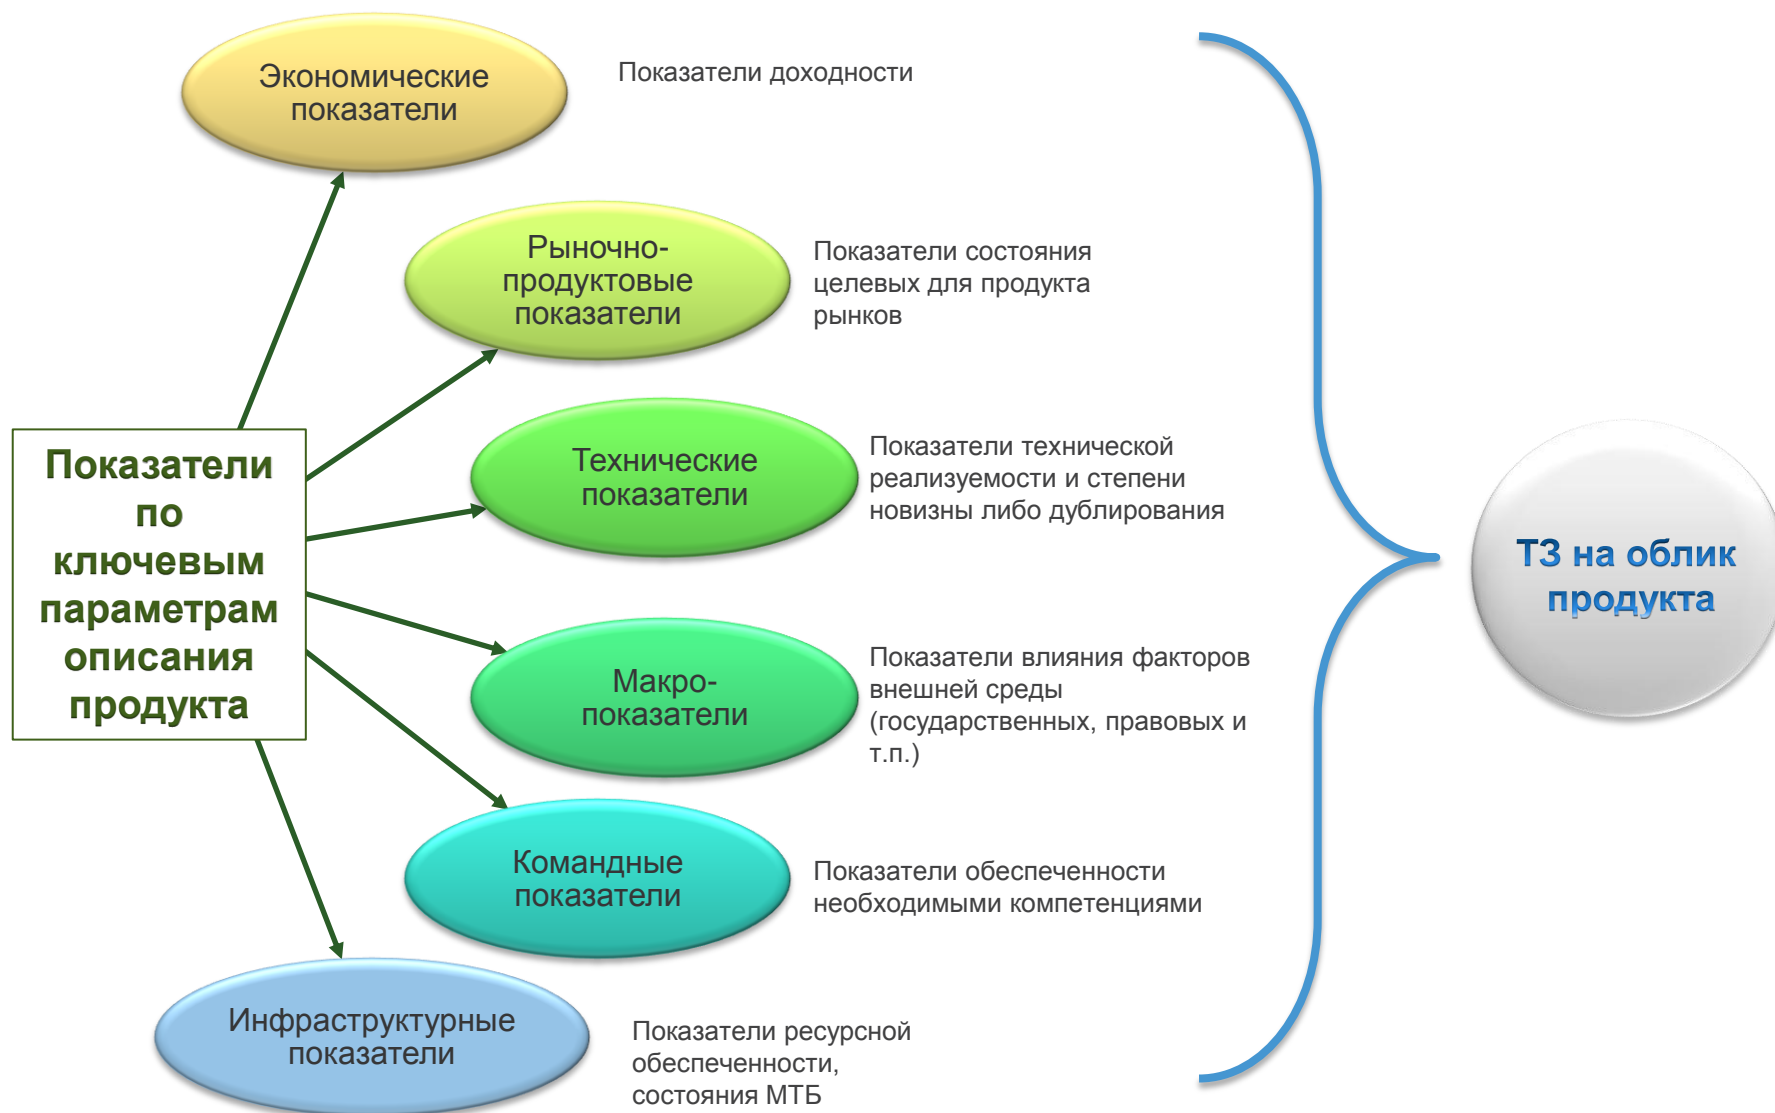 Экономические
показатели
Показатели доходности
Рыночно-
продуктовые
показатели
Показатели состояния
целевых для продукта
рынков
Показатели
по
ключевым
параметрам
описания
продукта
Технические
показатели
Показатели технической
реализуемости и степени
новизны либо дублирования
Макро-
показатели
Показатели влияния факторов
внешней среды
(государственных, правовых и
т.п.)
Командные
показатели
Показатели обеспеченности
необходимыми компетенциями
Инфраструктурные
показатели
Показатели ресурсной
обеспеченности,
состояния МТБ
ТЗ на облик
продукта